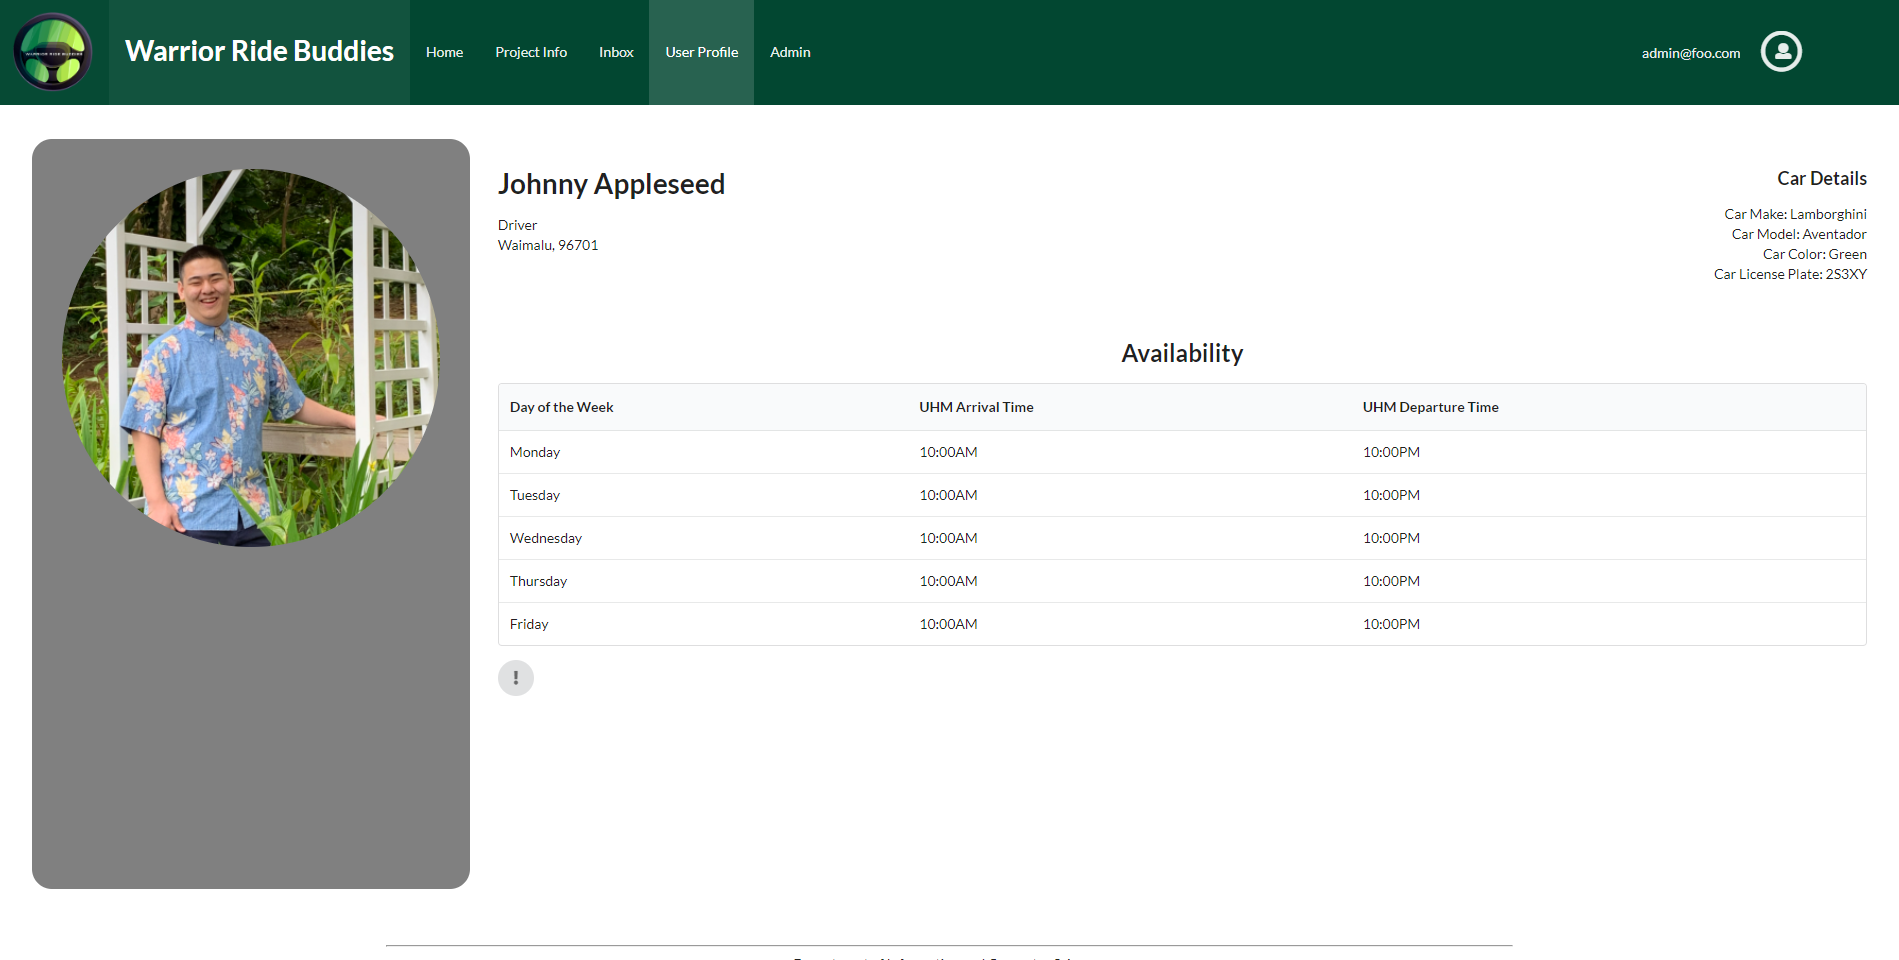 WARRIOR RIDE BUDDIES
Warrior Ride Buddies
Home
Project Info
Inbox
User Profile
Admin
admin@foo.com
Johnny Appleseed
Driver
Waimalu, 96701
Car Details
Car Make: Lamborghini
Car Model: Aventador
Car Color: Green
Car License Plate: 2S3XY
Availability
Day of the Week UHM Arrival Time UHM Departure Time
Monday 10:00AM 10:00PM
Tuesday 10:00AM 10:00PM
Wednesday 10:00AM 10:00PM
Thursday 10:00AM 10:00PM
Friday 10:00AM 10:00PM
!